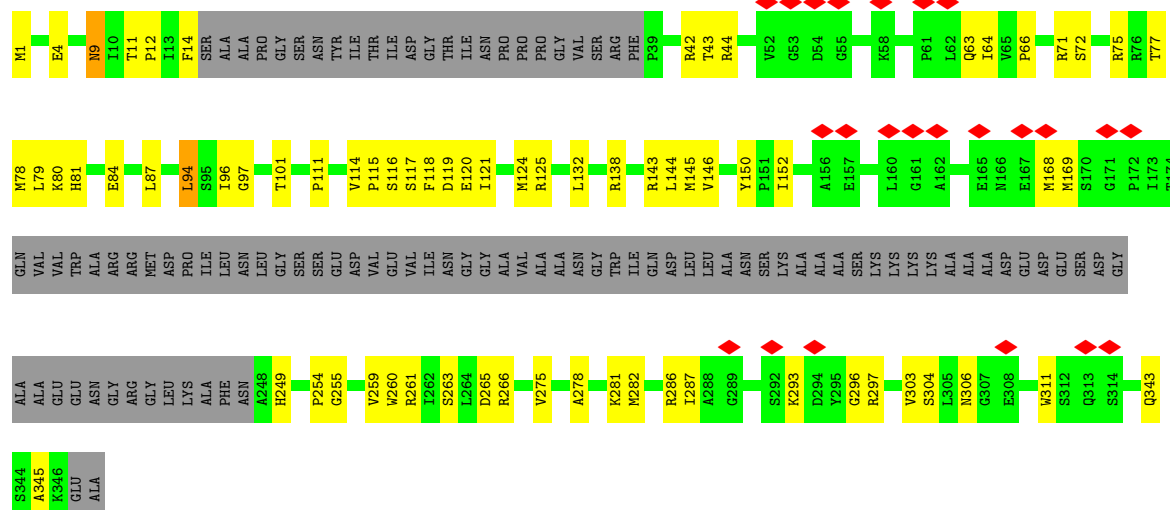 M1 E4 N9 I10 T11 P12 I13 F14 SER ALA ALA PRO GLY SER ASN TYR ILE THR ILE ASP GLY THR ILE ASN PRO PRO PRO GLY VAL SER ARG PHE P39 R42 T43 R44 V52 G53 D54 G55 K58 P61 L62 Q63 I64 V65 P66 R71 S72 R75 R76 T77
M78 L79 K80 H81 E84 L87 L94 S95 I96 G97 T101 P111 V114 P115 S116 S117 F118 D119 E120 I121 M124 R125 L132 R138 R143 L144 M145 V146 Y150 P151 I152 A156 E157 L160 G161 A162 E165 N166 E167 M168 M169 S170 G171 P172 I173 T174
GLN VAL VAL TRP ALA ARG ARG MET ASP PRO ILE LEU ASN LEU GLY SER SER GLU ASP VAL GLU VAL ILE ASN GLY GLY ALA VAL ALA ALA ASN GLY TRP ILE GLN ASP LEU LEU ALA ASN SER LYS ALA ALA ALA SER LYS LYS LYS LYS ALA ALA ALA ASP GLU ASP GLU SER ASP GLY
ALA ALA GLU GLU ASN GLY ARG GLY LEU LYS ALA PHE ASN A248 H249 P254 G255 V259 W260 R261 I262 S263 L264 D265 R266 V275 A278 K281 M282 R286 I287 A288 G289 S292 K293 D294 Y295 G296 R297 V303 S304 L305 N306 G307 E308 W311 S312 Q313 S314 Q343
S344 A345 K346 GLU ALA